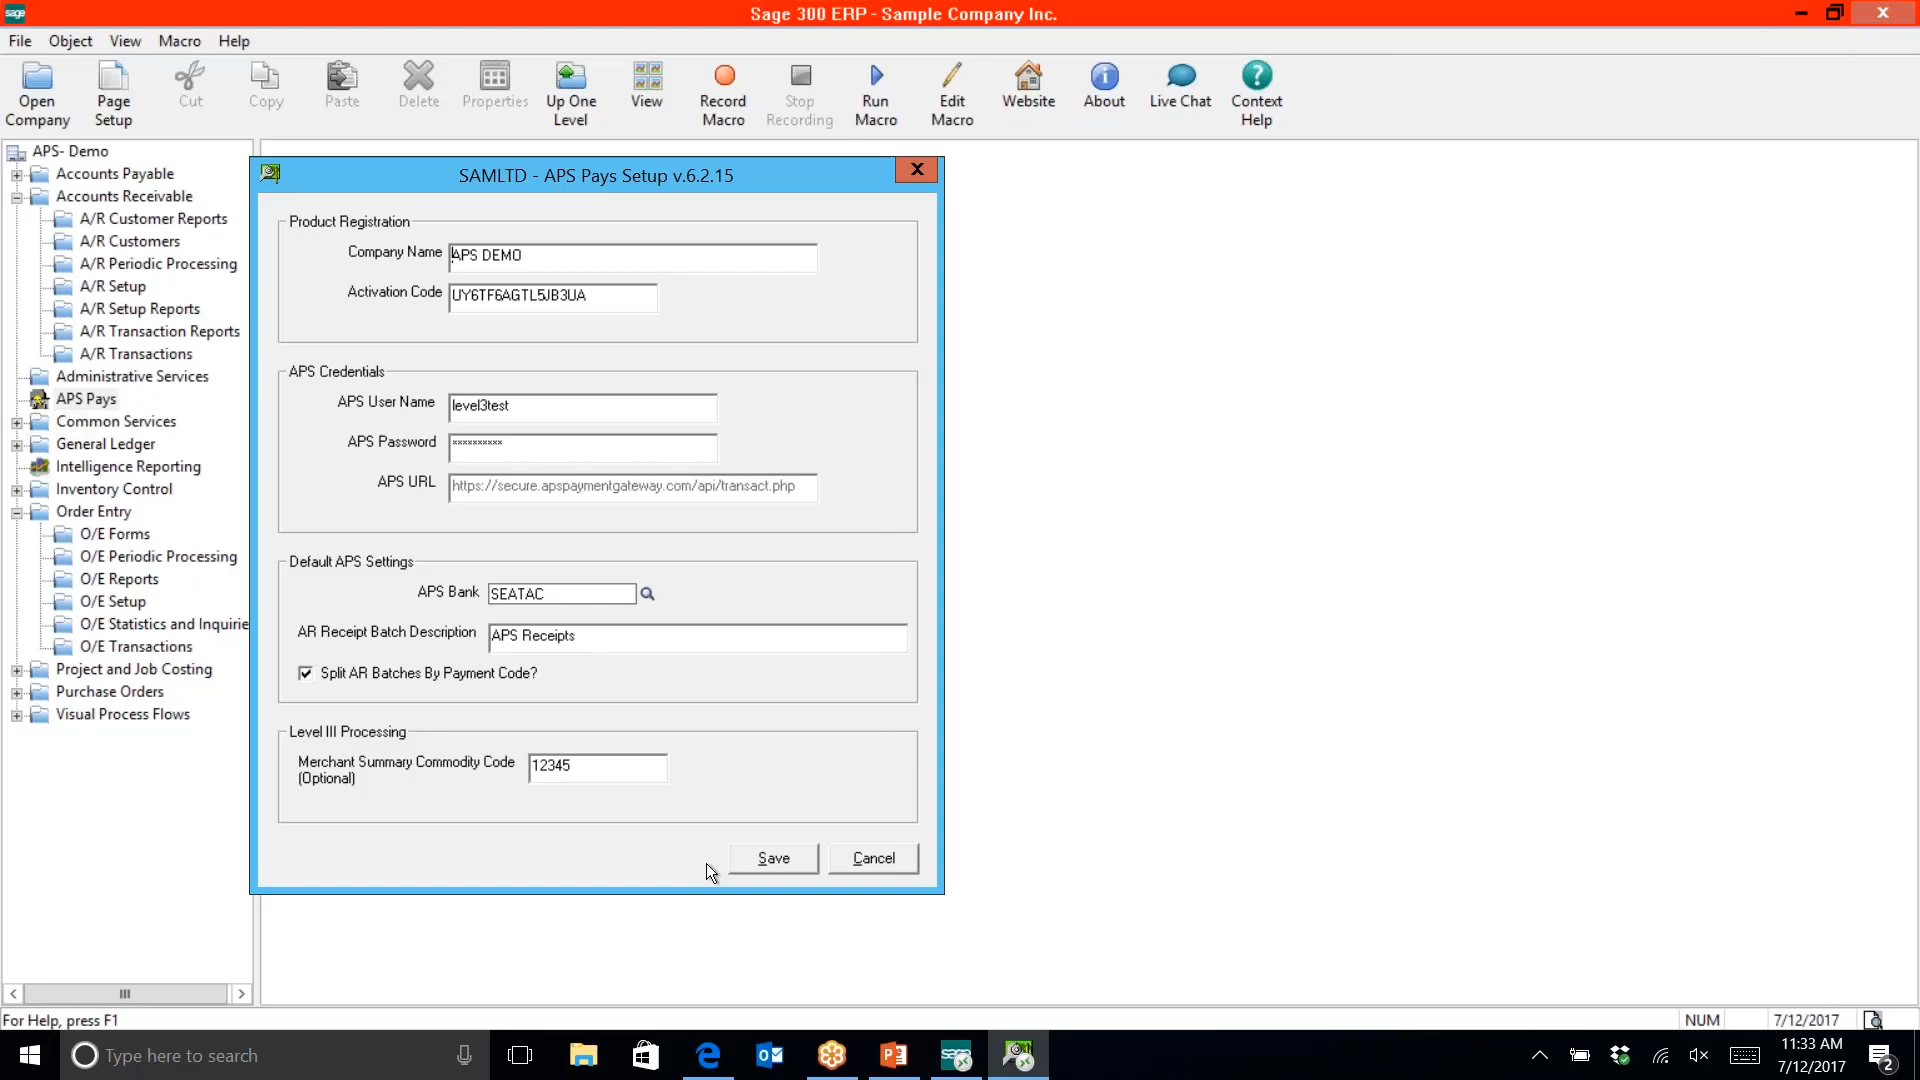 sage
Sage 300 ERP - Sample Company Inc.
File Object View Macro Help
Open Company
Page Setup
Cut
Copy
Paste
Delete
Properties
Up One Level
View
Record Macro
Stop Recording
Run Macro
Edit Macro
Website
About
Live Chat
Context Help
APS- Demo
Accounts Payable
Accounts Receivable
A/R Customer Reports
A/R Customers
A/R Periodic Processing
A/R Setup
A/R Setup Reports
A/R Transaction Reports
A/R Transactions
Administrative Services
APS Pays
Common Services
General Ledger
Intelligence Reporting
Inventory Control
Order Entry
O/E Forms
O/E Periodic Processing
O/E Reports
O/E Setup
O/E Statistics and Inquirie
O/E Transactions
Project and Job Costing
Purchase Orders
Visual Process Flows
SAMLTD - APS Pays Setup v.6.2.15
Product Registration
Company Name APS DEMO
Activation Code UY6TF6AGTL5JB3UA
APS Credentials
APS User Name level3test
APS Password **********
APS URL https://secure.apspaymentgateway.com/api/transact.php
Default APS Settings
APS Bank SEATAC
AR Receipt Batch Description APS Receipts
Split AR Batches By Payment Code?
Level III Processing
Merchant Summary Commodity Code 12345
(Optional)
Save Cancel
For Help, press F1
NUM 7/12/2017
Type here to search
11:33 AM
7/12/2017
2